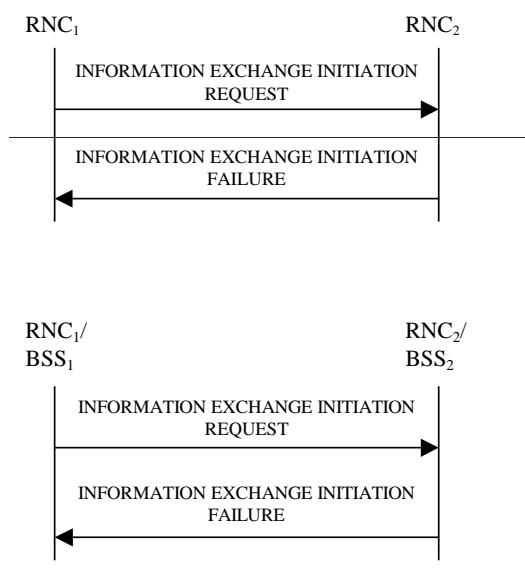 RNC₁ RNC₂
INFORMATION EXCHANGE INITIATION
REQUEST
INFORMATION EXCHANGE INITIATION
FAILURE
RNC₁/ RNC₂/
BSS₁ BSS₂
INFORMATION EXCHANGE INITIATION
REQUEST
INFORMATION EXCHANGE INITIATION
FAILURE